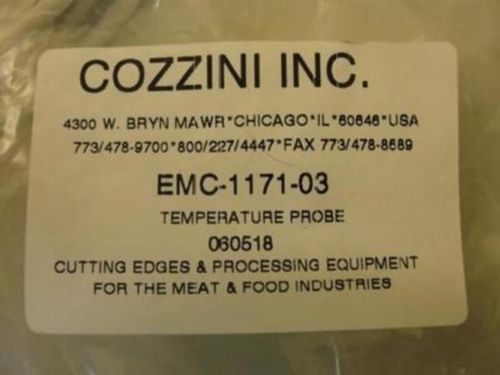 COZZINI INC.
4300 W. BRYN MAWR*CHICAGO*IL*60646*USA
773/478-9700*800/227/4447*FAX 773/478-8689
EMC-1171-03
TEMPERATURE PROBE
060518
CUTTING EDGES & PROCESSING EQUIPMENT
FOR THE MEAT & FOOD INDUSTRIES